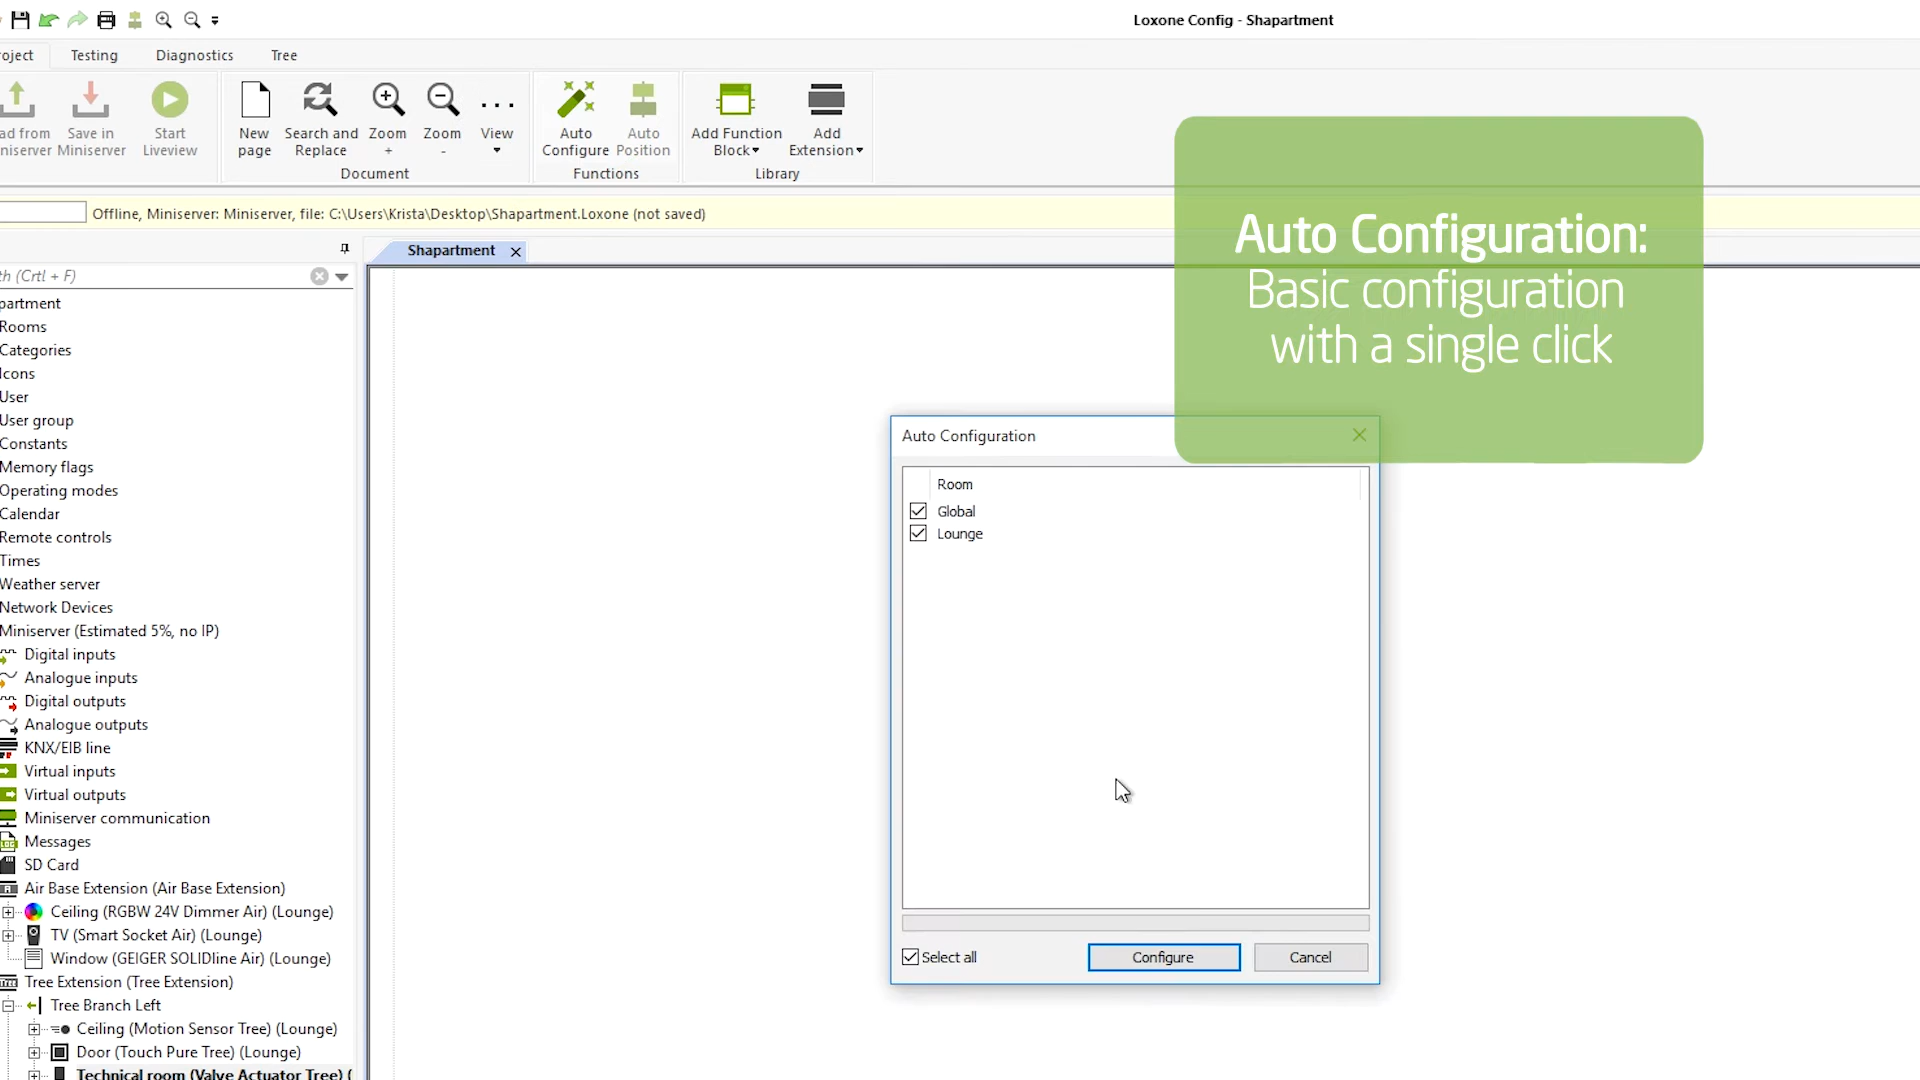 Loxone Config - Shapartment
oject
Testing
Diagnostics
Tree
ad from
niserver
Save in
Miniserver
Start
Liveview
New
page
Search and
Replace
Zoom
+
Zoom
-
View
Document
Auto
Configure
Auto
Position
Functions
Add Function
Block
Add
Extension
Library
Offline, Miniserver: Miniserver, file: C:\Users\Krista\Desktop\Shapartment.Loxone (not saved)
Shapartment
th (Crtl + F)
partment
Rooms
Categories
Icons
User
User group
Constants
Memory flags
Operating modes
Calendar
Remote controls
Times
Weather server
Network Devices
Miniserver (Estimated 5%, no IP)
Digital inputs
Analogue inputs
Digital outputs
Analogue outputs
KNX/EIB line
Virtual inputs
Virtual outputs
Miniserver communication
Messages
SD Card
Air Base Extension (Air Base Extension)
Ceiling (RGBW 24V Dimmer Air) (Lounge)
TV (Smart Socket Air) (Lounge)
Window (GEIGER SOLIDline Air) (Lounge)
Tree Extension (Tree Extension)
Tree Branch Left
Ceiling (Motion Sensor Tree) (Lounge)
Door (Touch Pure Tree) (Lounge)
Technical room (Valve Actuator Tree) (
Auto Configuration:
Basic configuration
with a single click
Auto Configuration
Room
Global
Lounge
Select all
Configure
Cancel